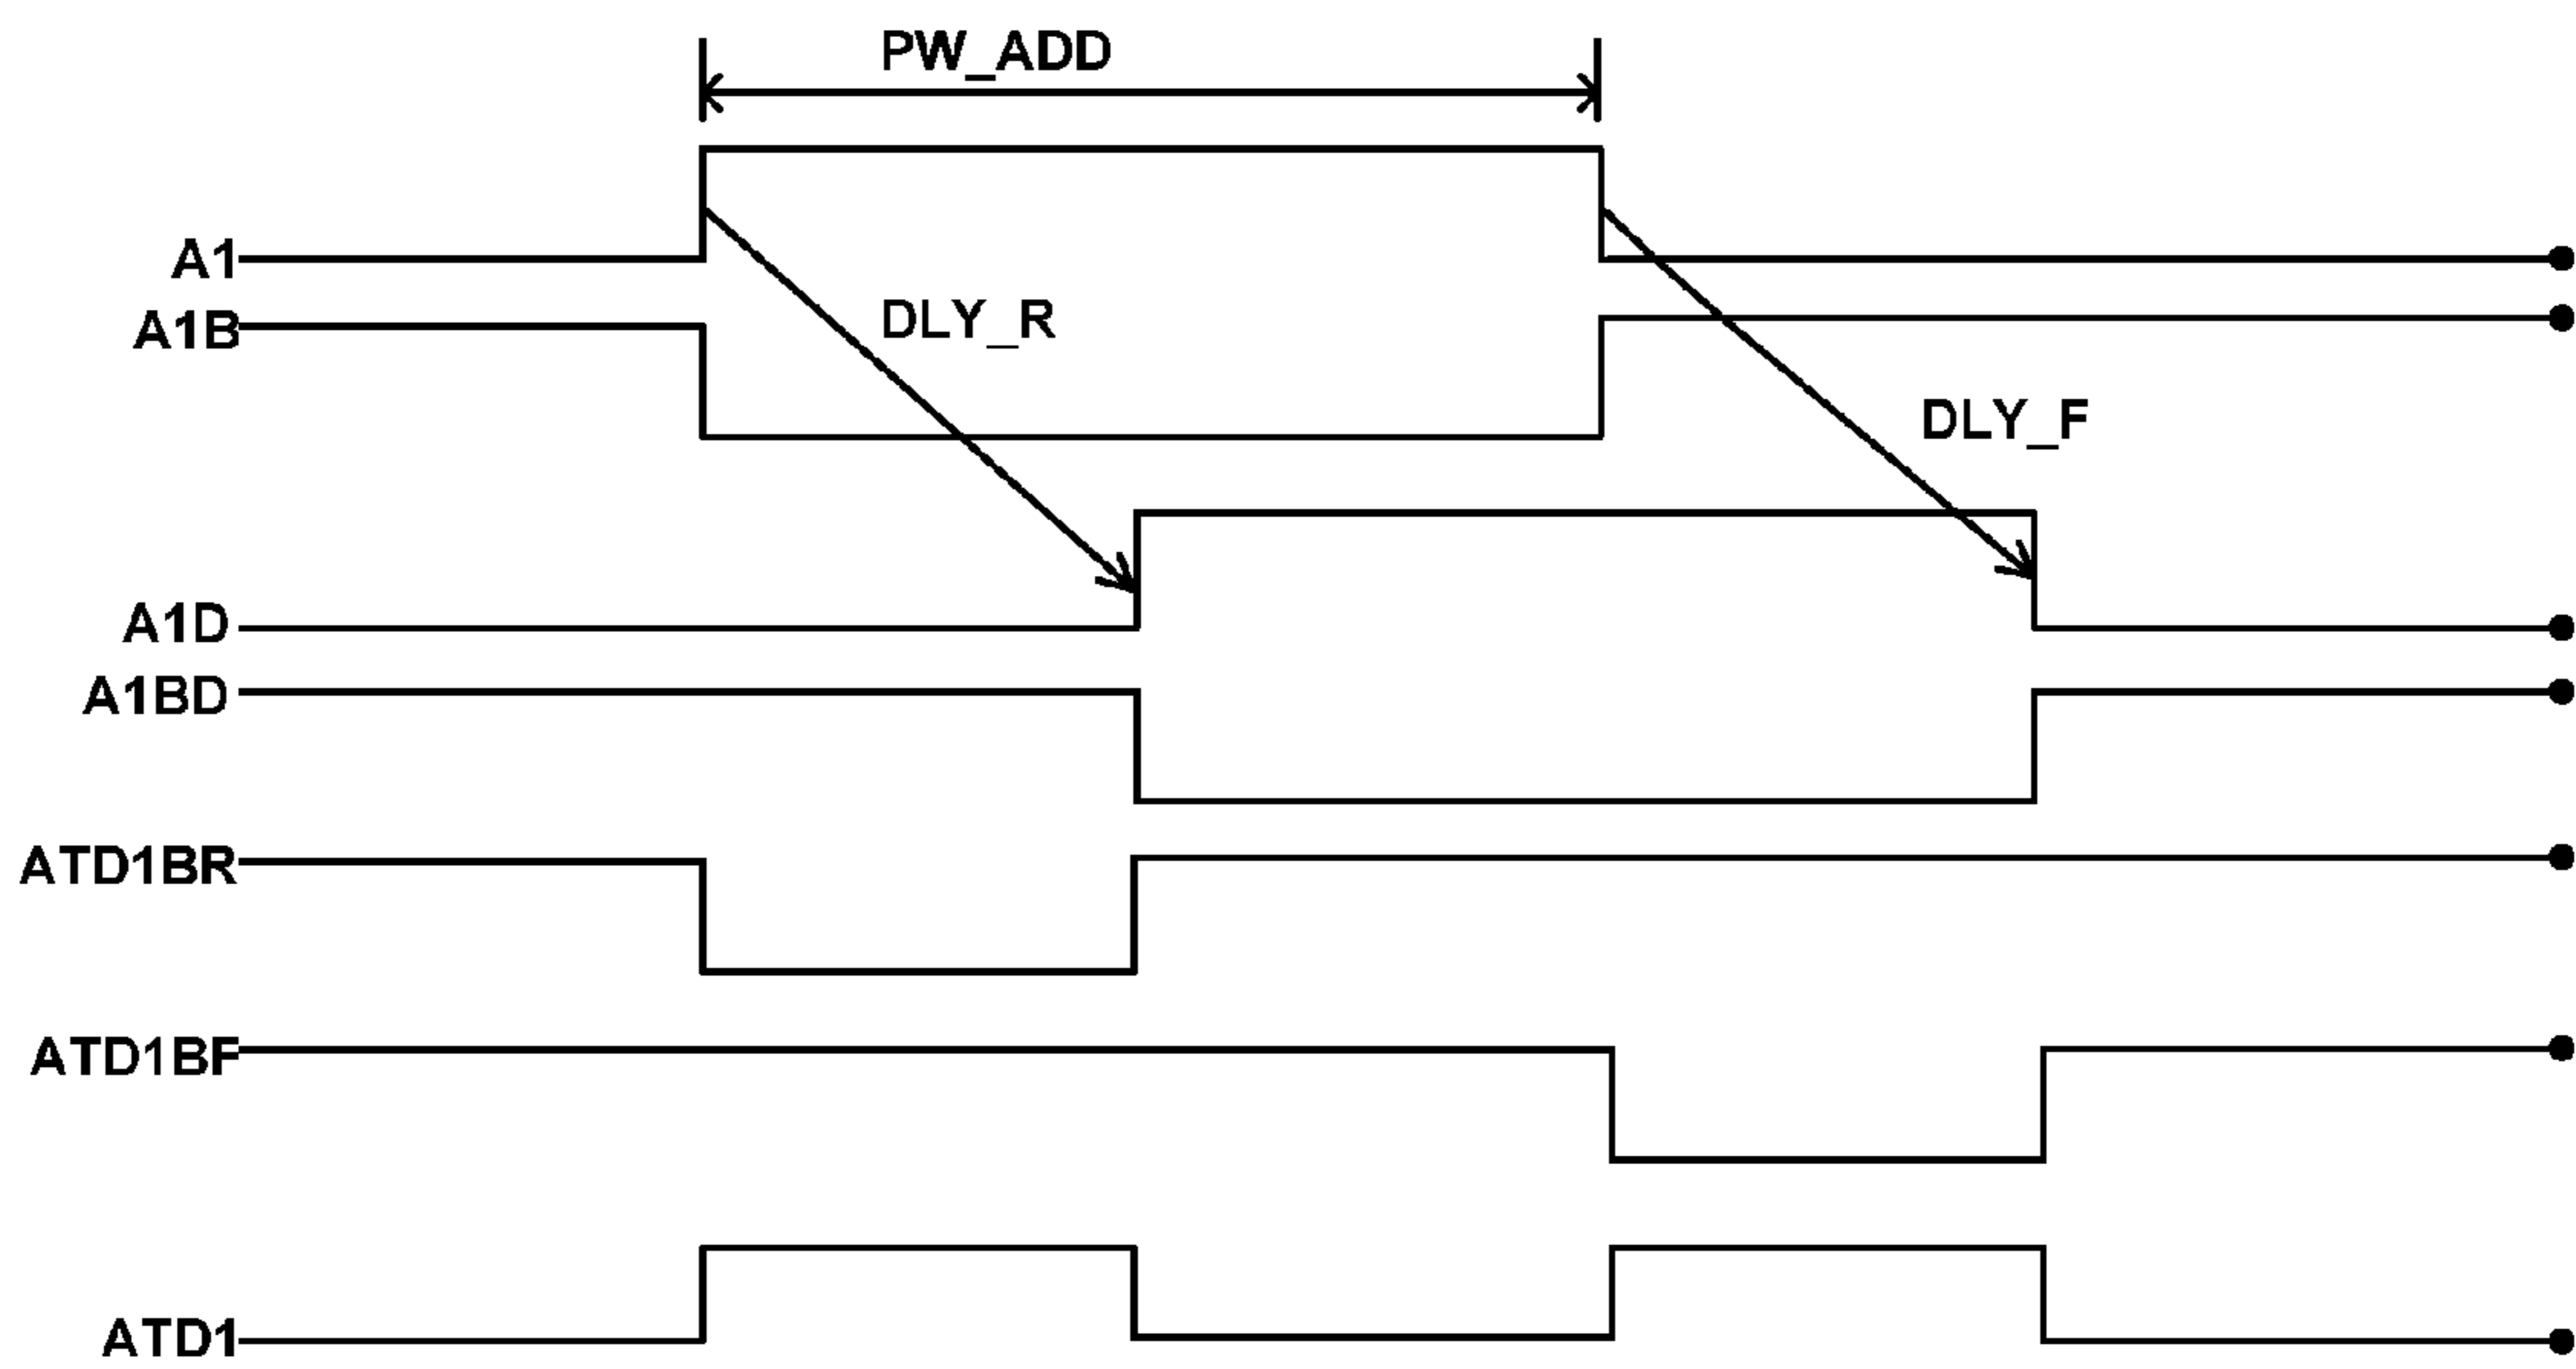 PW_ADD
A1
A1B
DLY_R
DLY_F
A1D
A1BD
ATD1BR
ATD1BF
ATD1